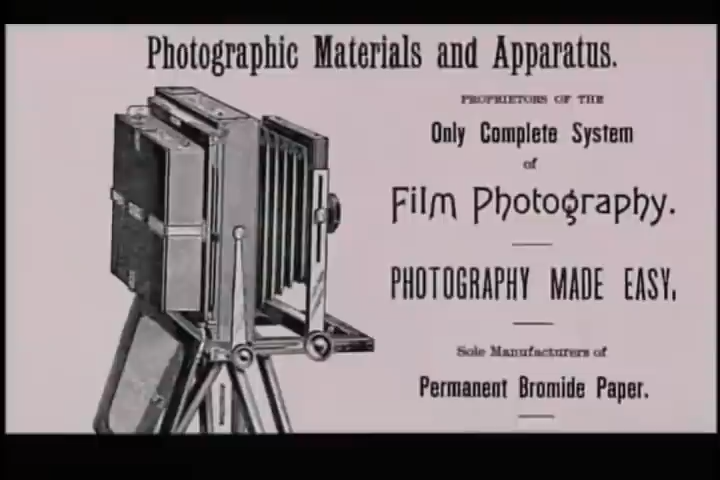 Photographic Materials and Apparatus.
PROPRIETORS OF THE
Only Complete System
of
Film Photography.
PHOTOGRAPHY MADE EASY.
Sole Manufacturers of
Permanent Bromide Paper.